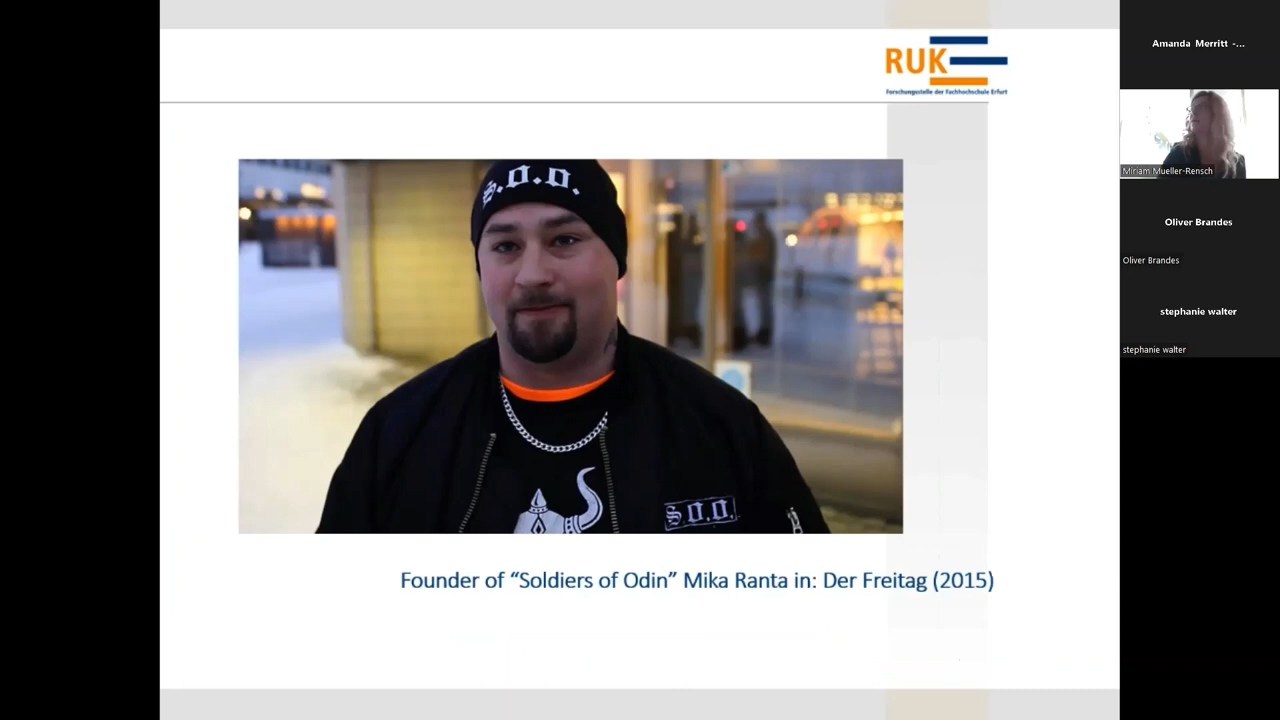 RUK
Forschungsstelle der Fachhochschule Erfurt
S.O.O.
S.O.O.
Founder of “Soldiers of Odin” Mika Ranta in: Der Freitag (2015)
Amanda Merritt -...
Miriam Mueller-Rensch
Oliver Brandes
Oliver Brandes
stephanie walter
stephanie walter